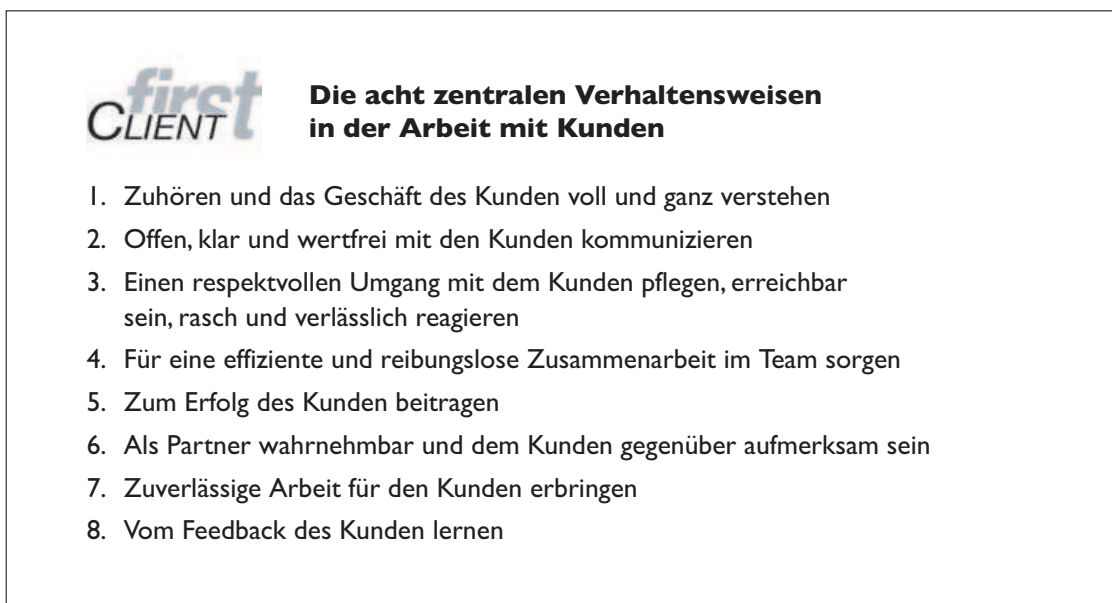 first
CLIENT
Die acht zentralen Verhaltensweisen
in der Arbeit mit Kunden
1. Zuhören und das Geschäft des Kunden voll und ganz verstehen
2. Offen, klar und wertfrei mit den Kunden kommunizieren
3. Einen respektvollen Umgang mit dem Kunden pflegen, erreichbar
sein, rasch und verlässlich reagieren
4. Für eine effiziente und reibungslose Zusammenarbeit im Team sorgen
5. Zum Erfolg des Kunden beitragen
6. Als Partner wahrnehmbar und dem Kunden gegenüber aufmerksam sein
7. Zuverlässige Arbeit für den Kunden erbringen
8. Vom Feedback des Kunden lernen